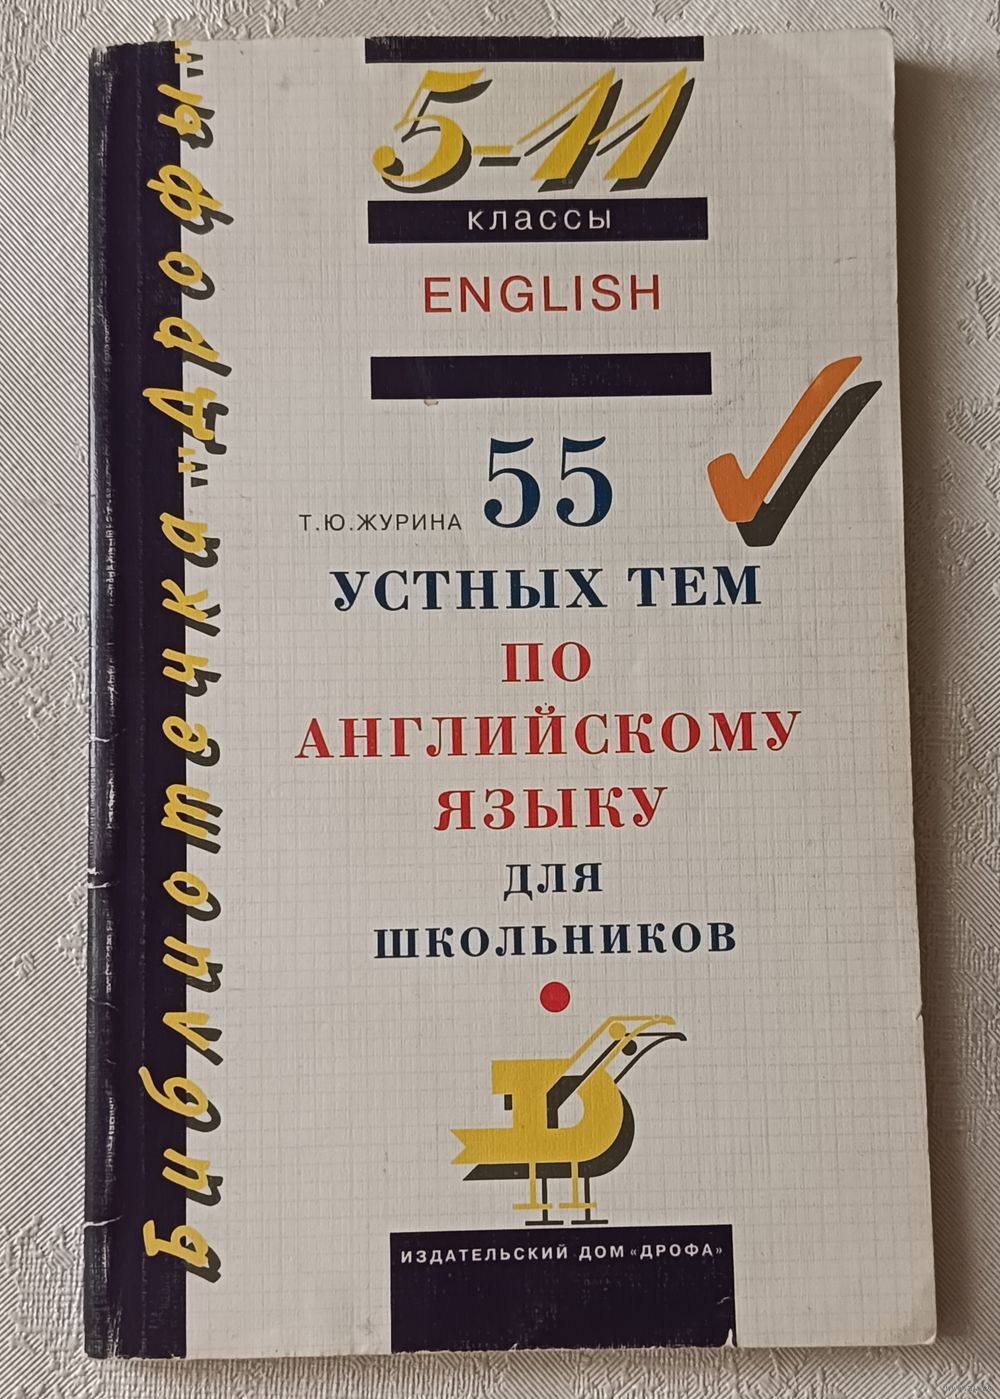 Библиотечка "Дрофы"
5-11
классы
ENGLISH
Т.Ю.ЖУРИНА
55
УСТНЫХ ТЕМ
ПО
АНГЛИЙСКОМУ
ЯЗЫКУ
ДЛЯ
ШКОЛЬНИКОВ
ИЗДАТЕЛЬСКИЙ ДОМ «ДРОФА»